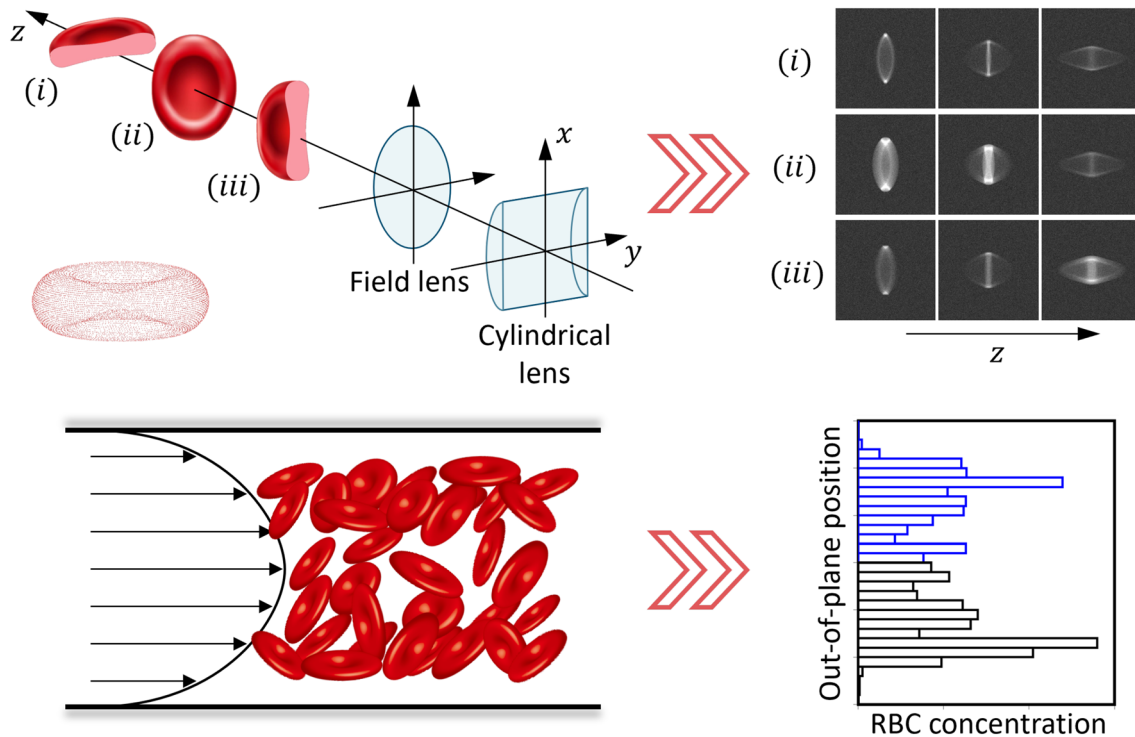 z
(i)
(ii)
(iii)
x
y
Field lens
Cylindrical
lens
(i)
(ii)
(iii)
z
Out-of-plane position
RBC concentration